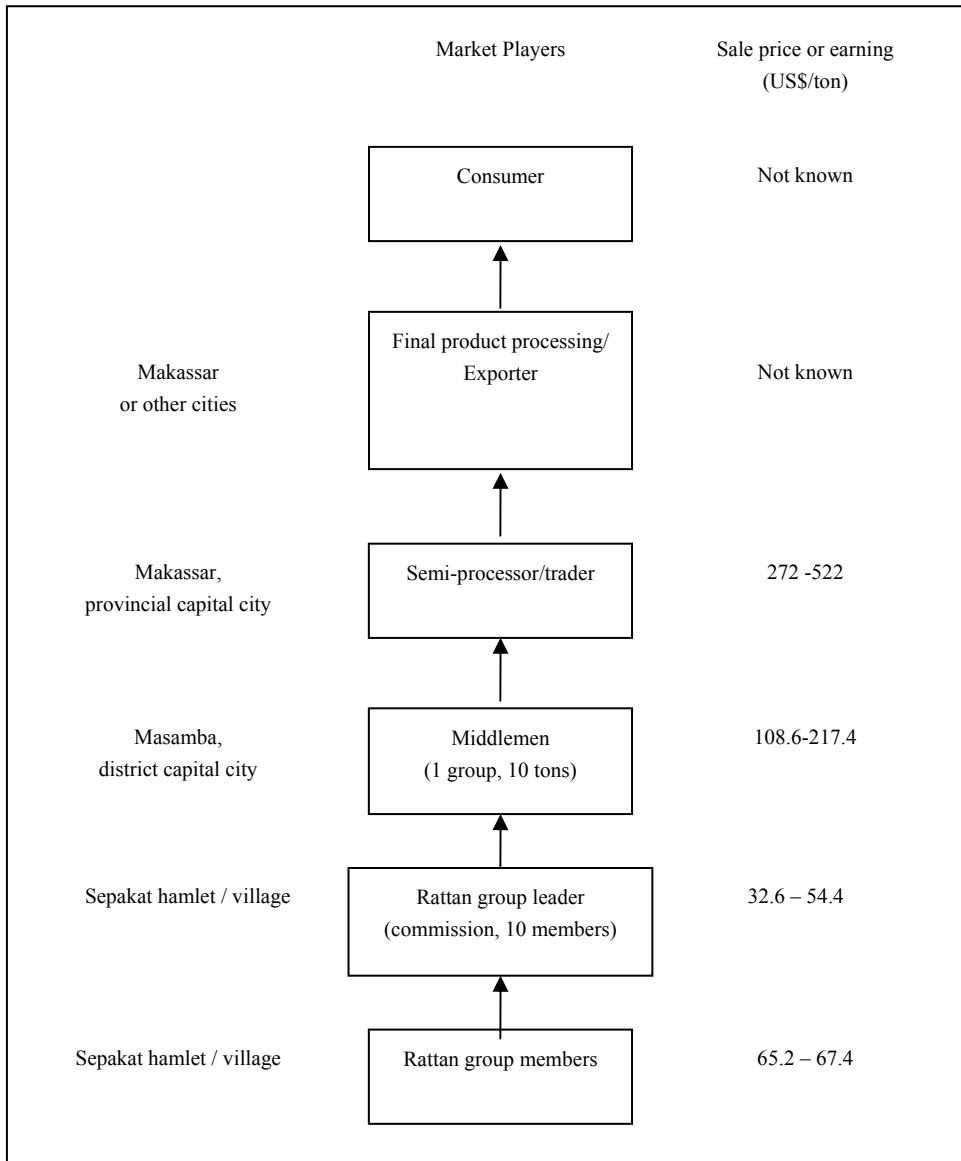 Market Players
Sale price or earning
(US$/ton)
Consumer
Not known
Makassar
or other cities
Final product processing/
Exporter
Not known
Makassar,
provincial capital city
Semi-processor/trader
272 -522
Masamba,
district capital city
Middlemen
(1 group, 10 tons)
108.6-217.4
Sepakat hamlet / village
Rattan group leader
(commission, 10 members)
32.6 – 54.4
Sepakat hamlet / village
Rattan group members
65.2 – 67.4